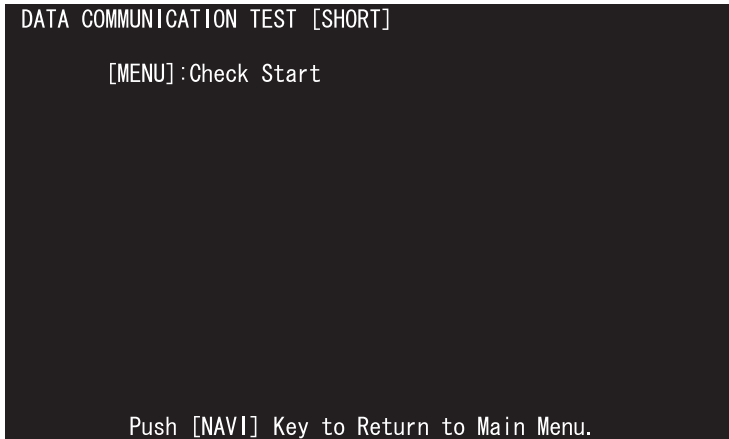 DATA COMMUNICATION TEST [SHORT]
[MENU]:Check Start
Push [NAVI] Key to Return to Main Menu.